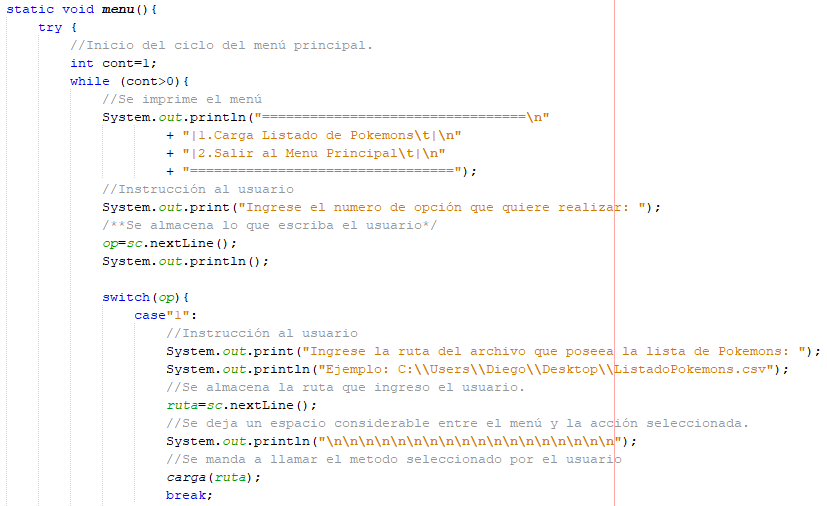 static void menu(){
    try {
        //Inicio del ciclo del menú principal.
        int cont=1;
        while (cont>0){
            //Se imprime el menú
            System.out.println("=================================\n"
                    + "|1.Carga Listado de Pokemons\t|\n"
                    + "|2.Salir al Menu Principal\t|\n"
                    + "=================================");
            //Instrucción al usuario
            System.out.print("Ingrese el numero de opción que quiere realizar: ");
            /**Se almacena lo que escriba el usuario*/
            op=sc.nextLine();
            System.out.println();

            switch(op){
                case"1":
                    //Instrucción al usuario
                    System.out.print("Ingrese la ruta del archivo que poseea la lista de Pokemons: ");
                    System.out.println("Ejemplo: C:\\Users\\Diego\\Desktop\\ListadoPokemons.csv");
                    //Se almacena la ruta que ingreso el usuario.
                    ruta=sc.nextLine();
                    //Se deja un espacio considerable entre el menú y la acción seleccionada.
                    System.out.println("\n\n\n\n\n\n\n\n\n\n\n\n\n\n\n\n\n\n");
                    //Se manda a llamar el metodo seleccionado por el usuario
                    carga(ruta);
                    break;